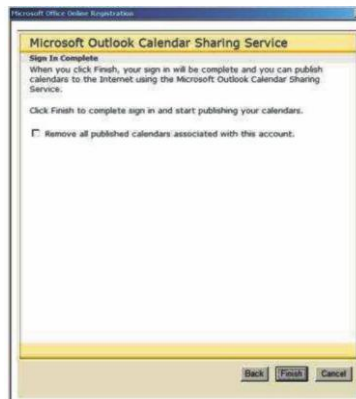 Microsoft Office Online Registration
Microsoft Outlook Calendar Sharing Service
Sign In Complete
When you click Finish, your sign in will be complete and you can publish
calendars to the Internet using the Microsoft Outlook Calendar Sharing
Service.
Click Finish to complete sign in and start publishing your calendars.
Remove all published calendars associated with this account.
Back Finish Cancel